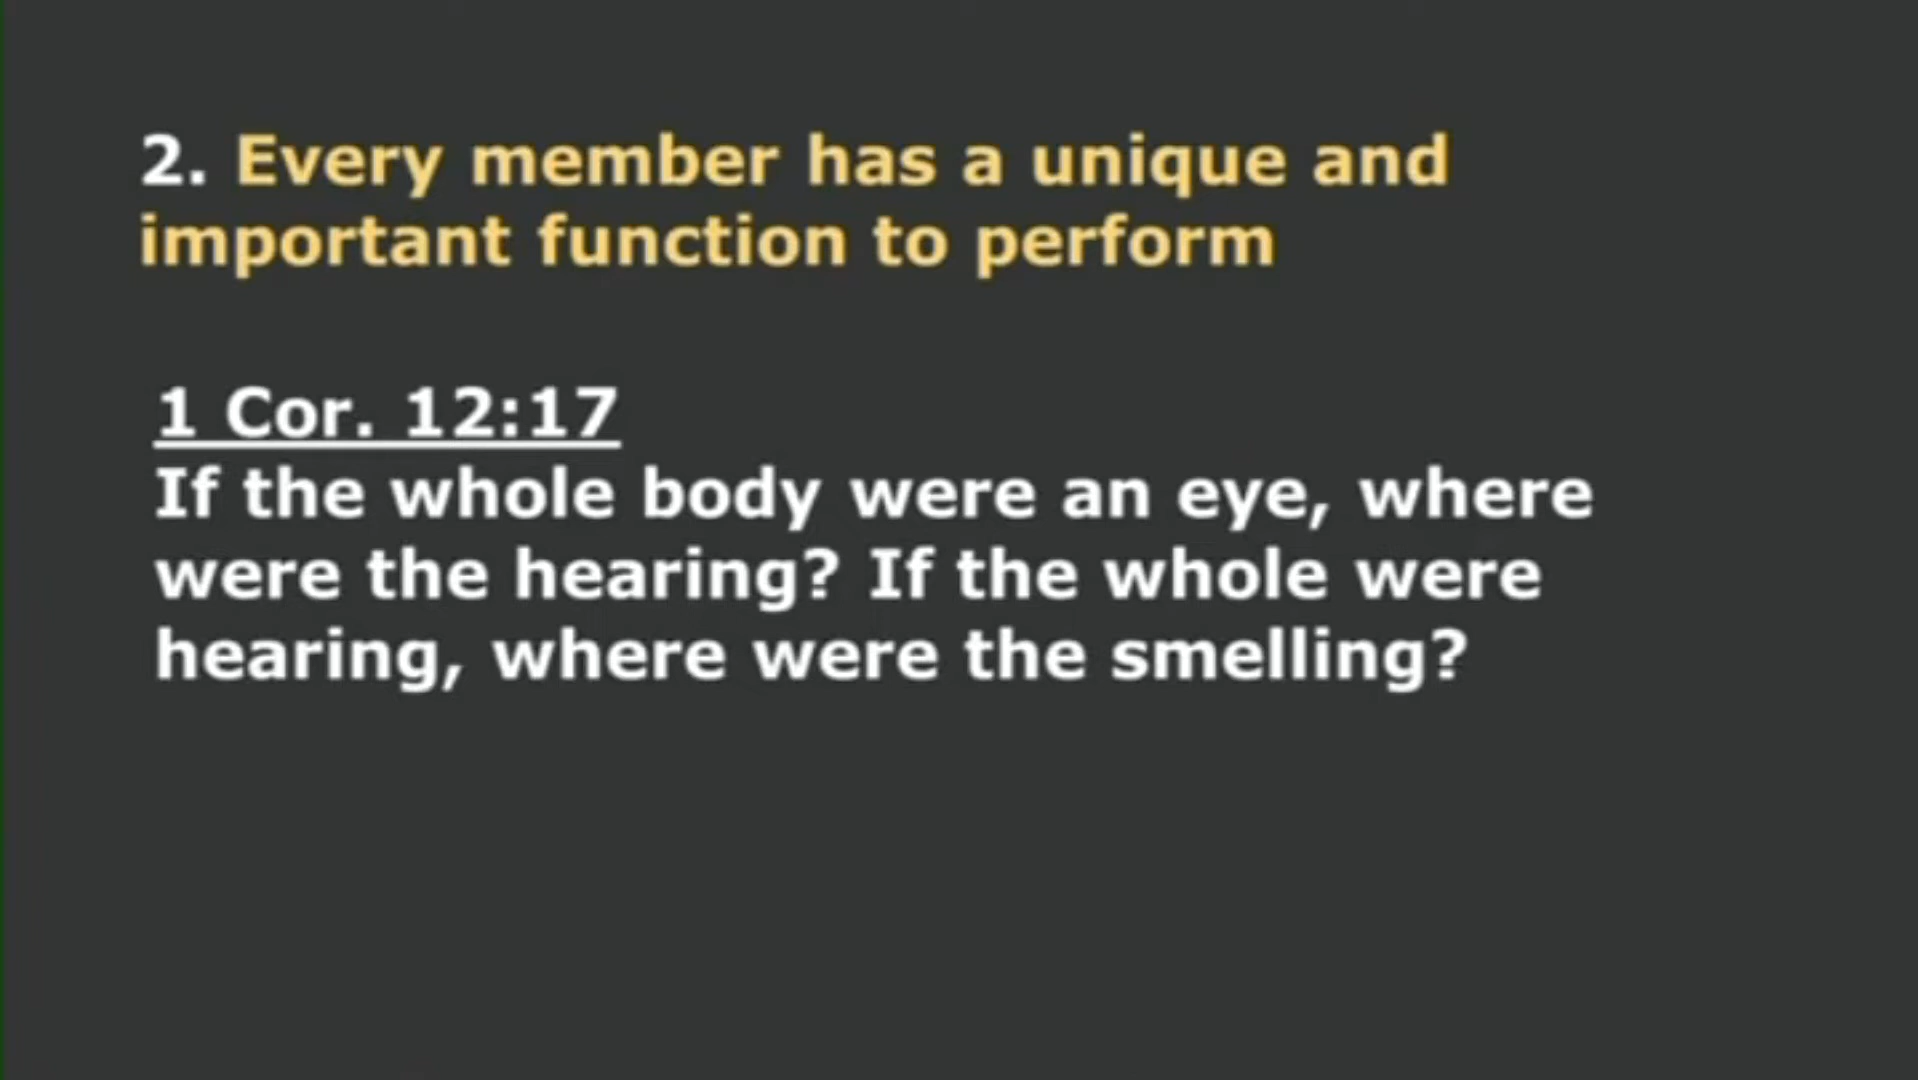 2. Every member has a unique and
important function to perform
1 Cor. 12:17
If the whole body were an eye, where
were the hearing? If the whole were
hearing, where were the smelling?